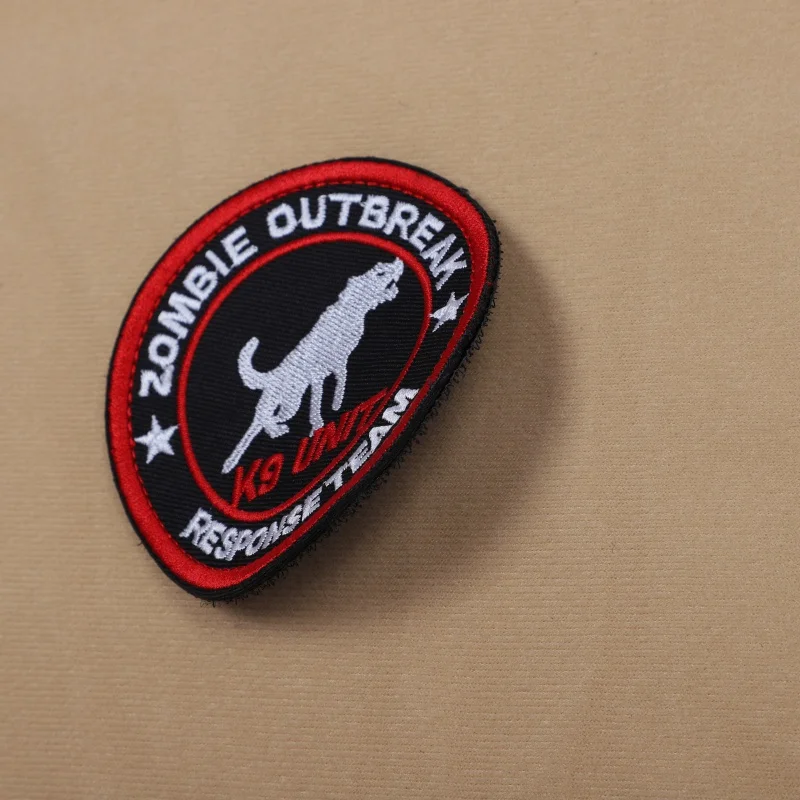 ZOMBIE OUTBREAK
K9 UNIT
RESPONSE TEAM